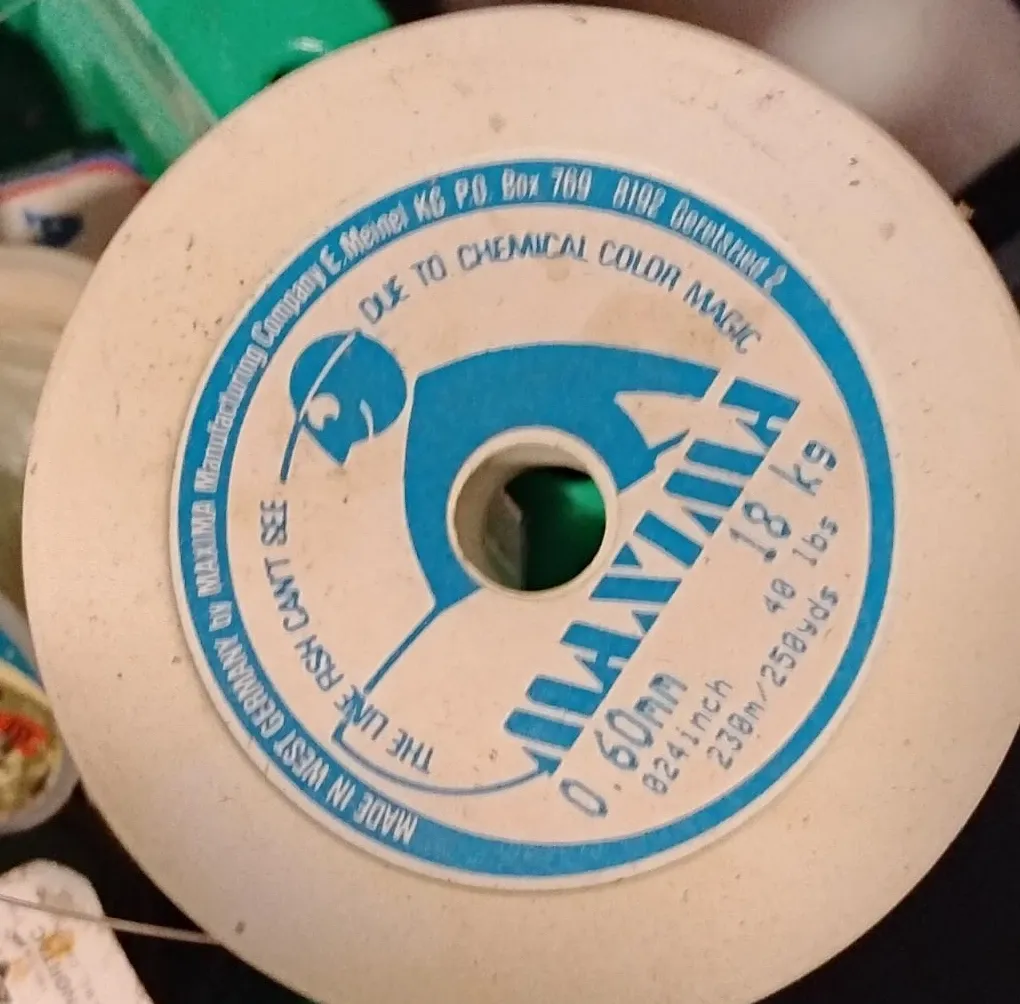 MADE IN WEST GERMANY by MAXIMA Manufacturing Company E. Meinel KG P.O. Box 769 8192 Geretsried 2
THE LINE FISH CAN'T SEE
DUE TO CHEMICAL COLOR MAGIC
MAXIMA
0.60mm 18 kg
024inch 40 lbs
230m/250yds